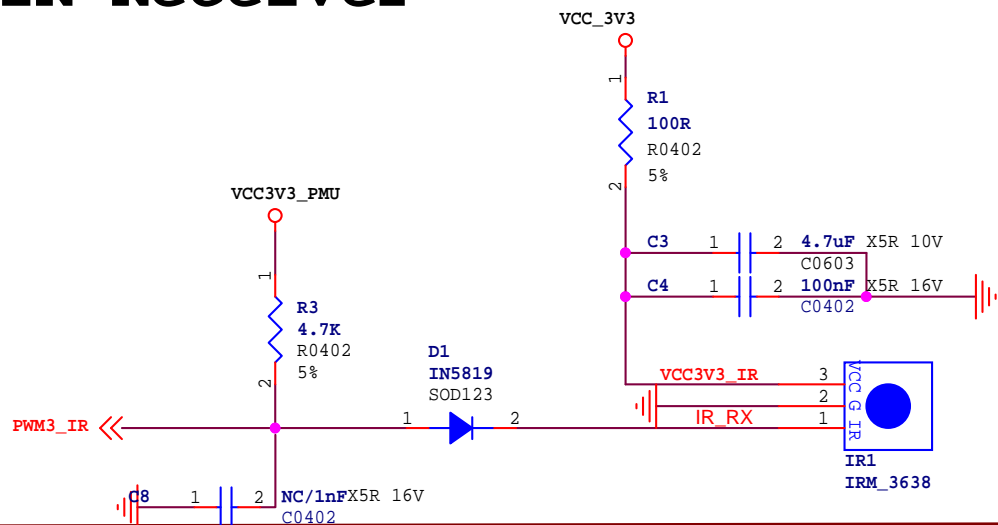 VCC_3V3
1
R1
100R
R0402
5%
2
VCC3V3_PMU
1
R3
4.7K
R0402
5%
2
C3 1 2 4.7uF X5R 10V
C0603
C4 1 2 100nF X5R 16V
C0402
D1
IN5819
SOD123
VCC3V3_IR 3 VCC
2 G
PWM3_IR 1 2 IR_RX 1 IR
IR1
IRM_3638
C8 1 2 NC/1nF X5R 16V
C0402